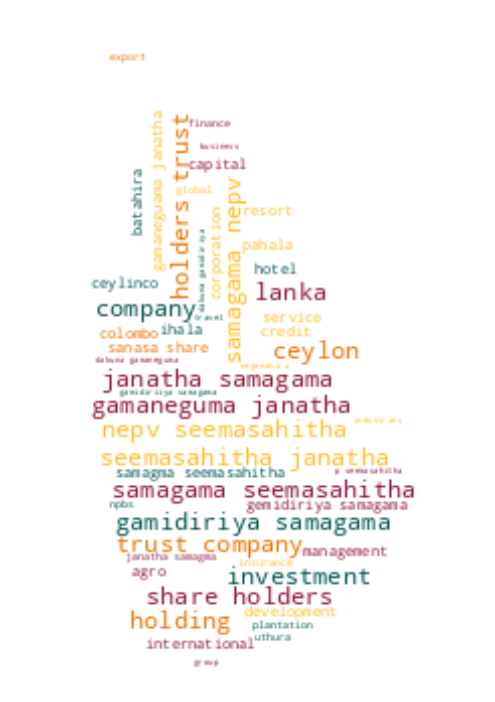 export
finance
business
capital
global
holders trust
gamaneguma janatha
batahira
samagama nepv
corporation
resort
pahala
hotel
ceylinco
lanka
company
travel
service
colombo
ihala
credit
sanasa share
ceylon
dakuna gamaneguma
janatha samagama
gamidiriya samagama
gamaneguma janatha
nepv seemasahitha
industries
seemasahitha janatha
samagma seemasahitha
p seemasahitha
samagama seemasahitha
npbs
gemidiriya samagama
gamidiriya samagama
trust company
management
janatha samagma
insurance
agro
investment
share holders
development
holding
plantation
uthura
international
group